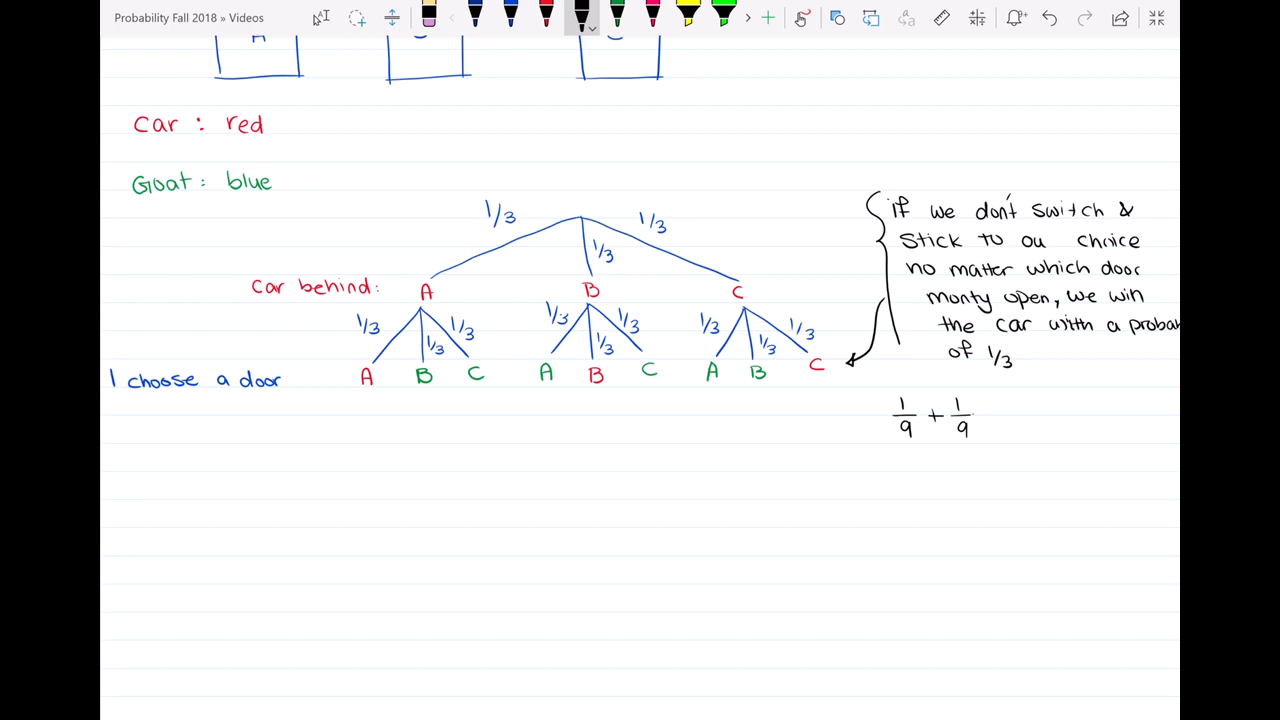 Probability Fall 2018 » Videos
A
Car : red
Goat : blue
1/3 1/3 1/3
Car behind: A B C
1/3 1/3 1/3 1/3 1/3 1/3 1/3 1/3 1/3
I choose a door A B C A B C A B C
if we don't switch &
stick to ou choice
no matter which door
monty open, we win
the car with a probab
of 1/3
1/9 + 1/9